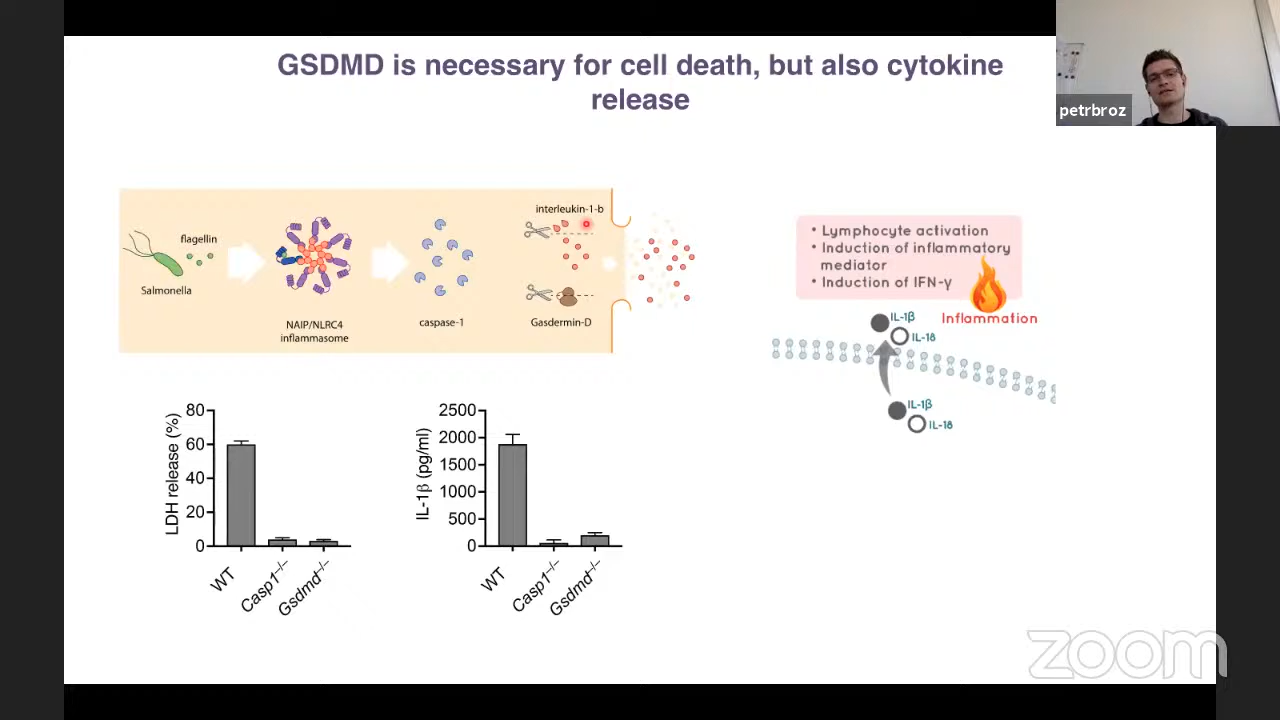 GSDMD is necessary for cell death, but also cytokine
release
petrbroz
flagellin
Salmonella
NAIP/NLRC4
inflammasome
caspase-1
interleukin-1-b
Gasdermin-D
• Lymphocyte activation
• Induction of inflammatory
mediator
• Induction of IFN-γ
Inflammation
IL-1β
IL-18
IL-1β
IL-18
LDH release (%)
80
60
40
20
0
WT
Casp1–/–
Gsdmd–/–
IL-1β (pg/ml)
2500
2000
1500
1000
500
0
WT
Casp1–/–
Gsdmd–/–
zoom